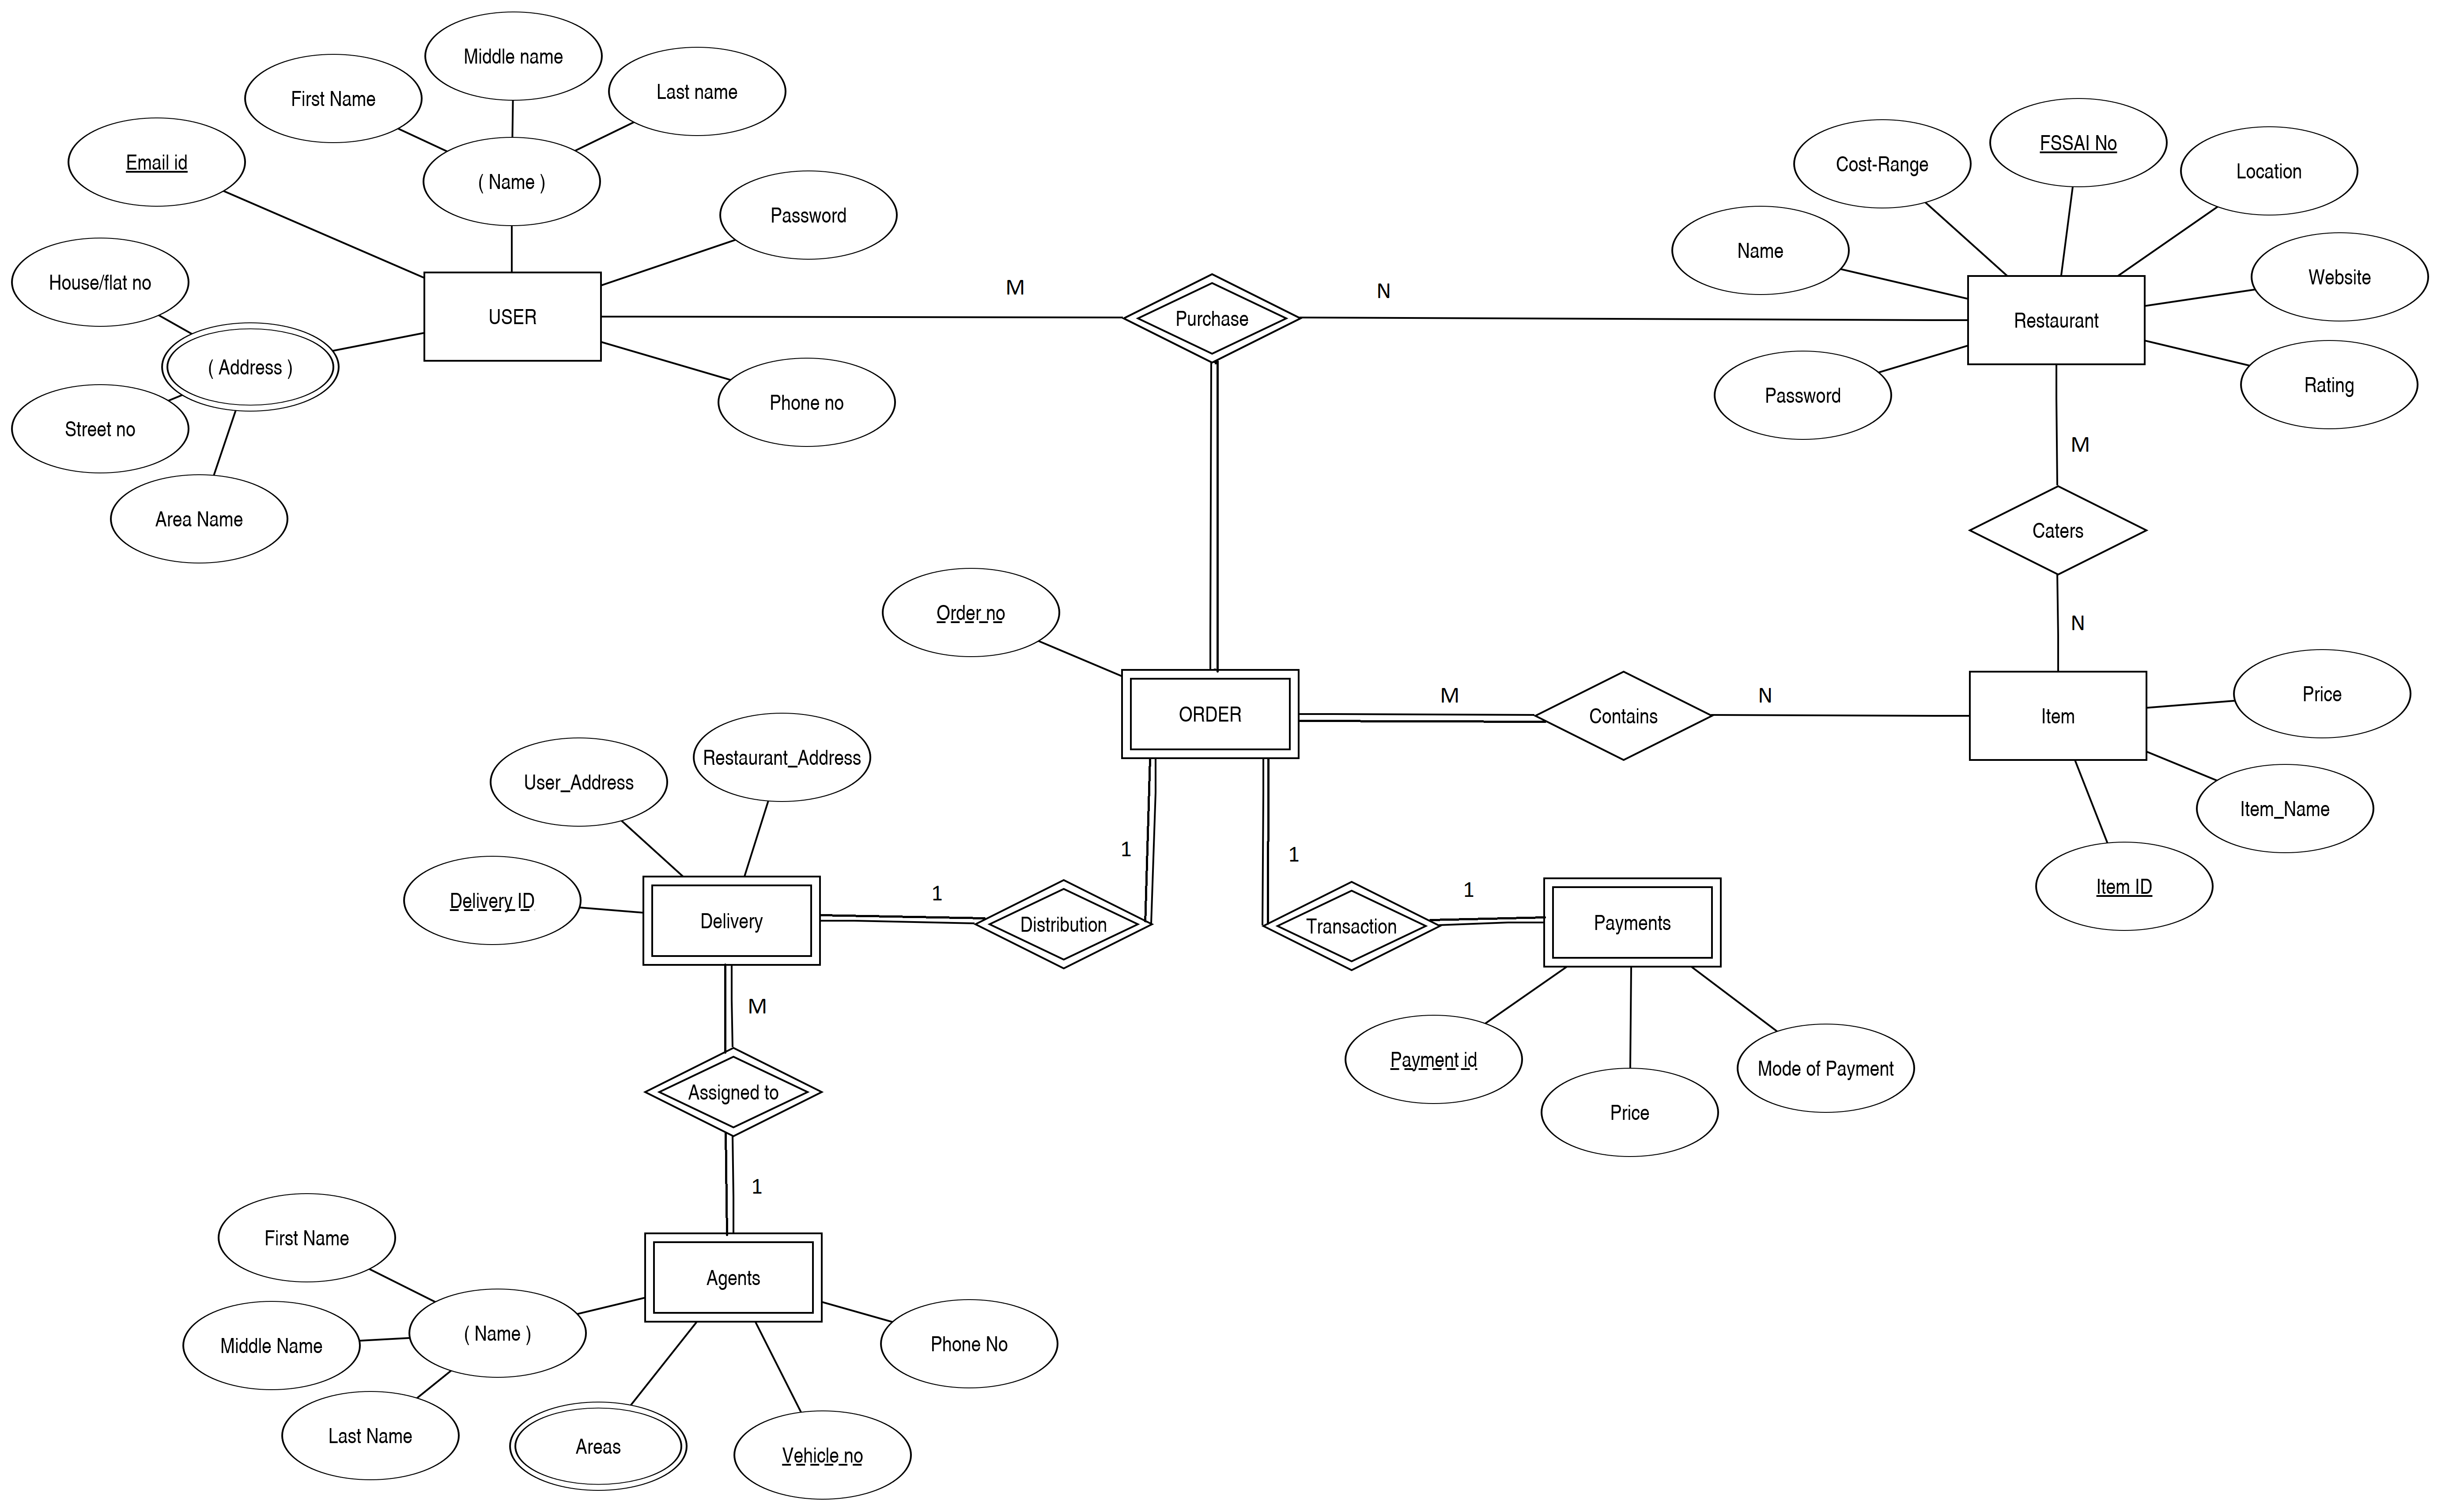 Middle name
First Name
Last name
Email id
( Name )
Password
House/flat no
USER
( Address )
Street no
Phone no
Area Name
M
Purchase
N
Cost-Range
FSSAI No
Location
Name
Website
Restaurant
Password
Rating
M
Caters
N
Order no
ORDER
M
Contains
N
Item
Price
Item_Name
Item ID
User_Address
Restaurant_Address
Delivery ID
Delivery
1
Distribution
1
1
Transaction
1
Payments
Payment id
Price
Mode of Payment
M
Assigned to
1
First Name
Agents
Middle Name
( Name )
Last Name
Phone No
Areas
Vehicle no